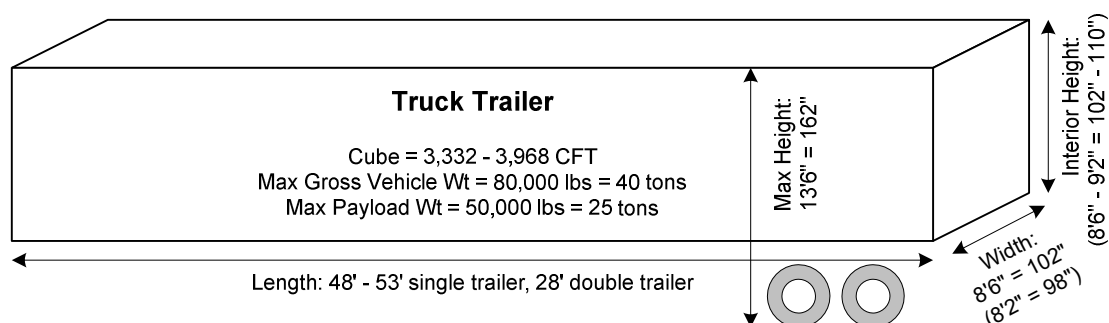 Truck Trailer
Cube = 3,332 - 3,968 CFT
Max Gross Vehicle Wt = 80,000 lbs = 40 tons
Max Payload Wt = 50,000 lbs = 25 tons
Length: 48' - 53' single trailer, 28' double trailer
Max Height:
13'6" = 162"
Interior Height:
(8'6" - 9'2" = 102" - 110")
Width:
8'6" = 102"
(8'2" = 98")